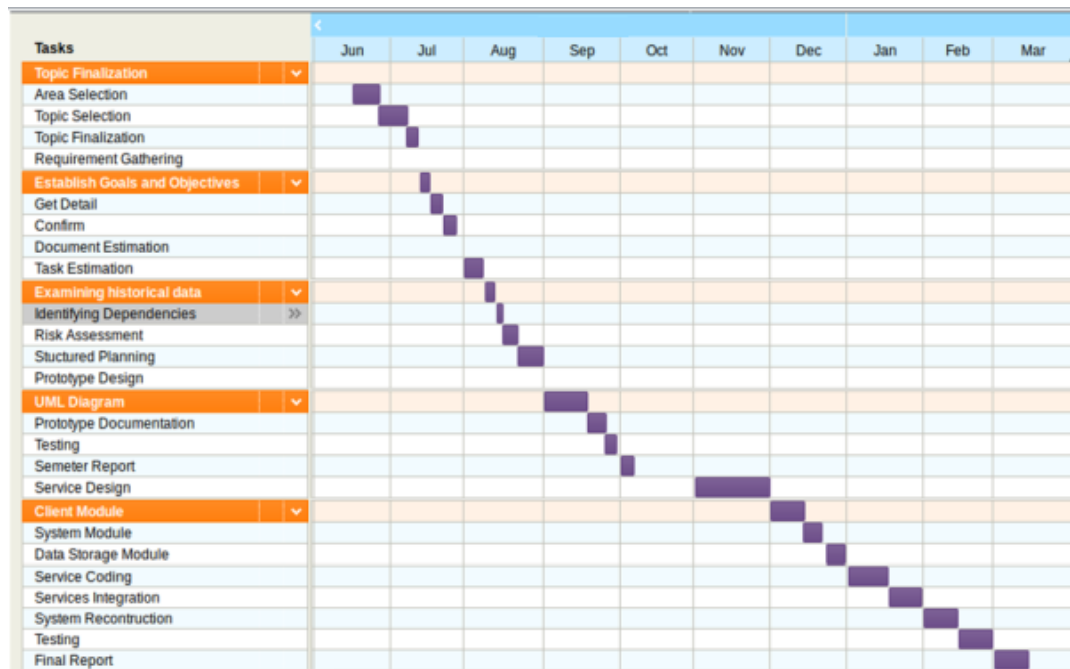 Tasks Jun Jul Aug Sep Oct Nov Dec Jan Feb Mar
Topic Finalization
Area Selection
Topic Selection
Topic Finalization
Requirement Gathering
Establish Goals and Objectives
Get Detail
Confirm
Document Estimation
Task Estimation
Examining historical data
Identifying Dependencies
Risk Assessment
Stuctured Planning
Prototype Design
UML Diagram
Prototype Documentation
Testing
Semeter Report
Service Design
Client Module
System Module
Data Storage Module
Service Coding
Services Integration
System Recontruction
Testing
Final Report